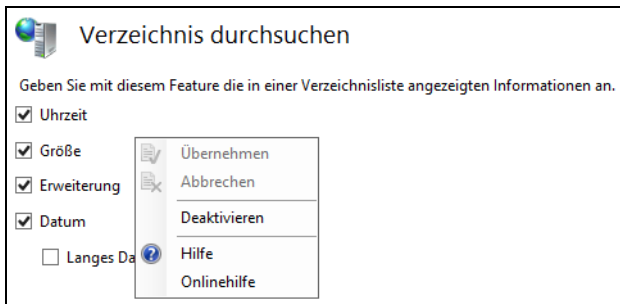 Verzeichnis durchsuchen
Geben Sie mit diesem Feature die in einer Verzeichnisliste angezeigten Informationen an.
Uhrzeit
Größe
Erweiterung
Datum
Langes Da
Übernehmen
Abbrechen
Deaktivieren
Hilfe
Onlinehilfe